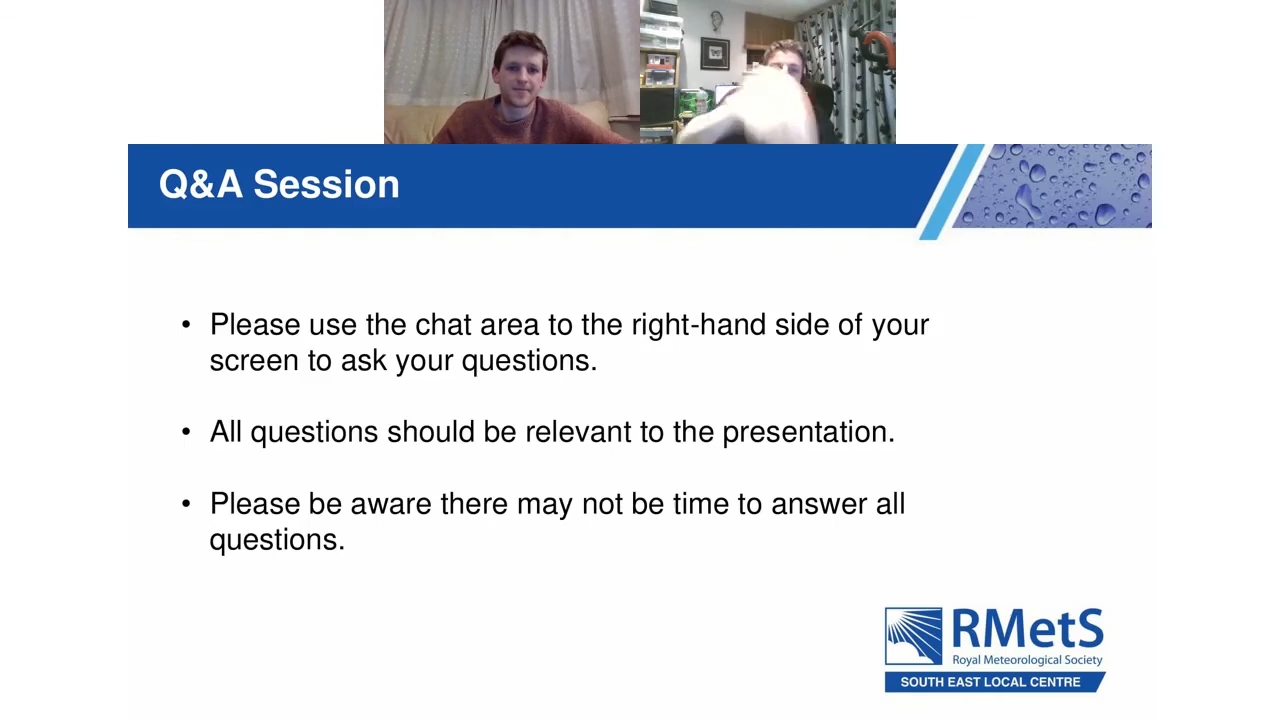 Q&A Session
• Please use the chat area to the right-hand side of your
screen to ask your questions.
• All questions should be relevant to the presentation.
• Please be aware there may not be time to answer all
questions.
RMetS
Royal Meteorological Society
SOUTH EAST LOCAL CENTRE